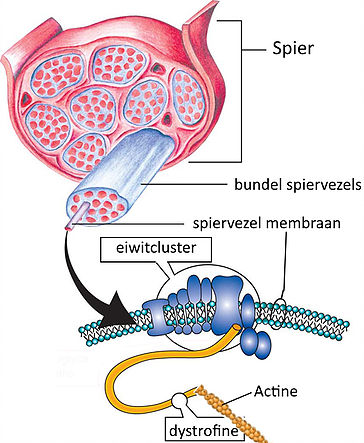 Spier
bundel spiervezels
spiervezel membraan
eiwitcluster
Actine
dystrofine